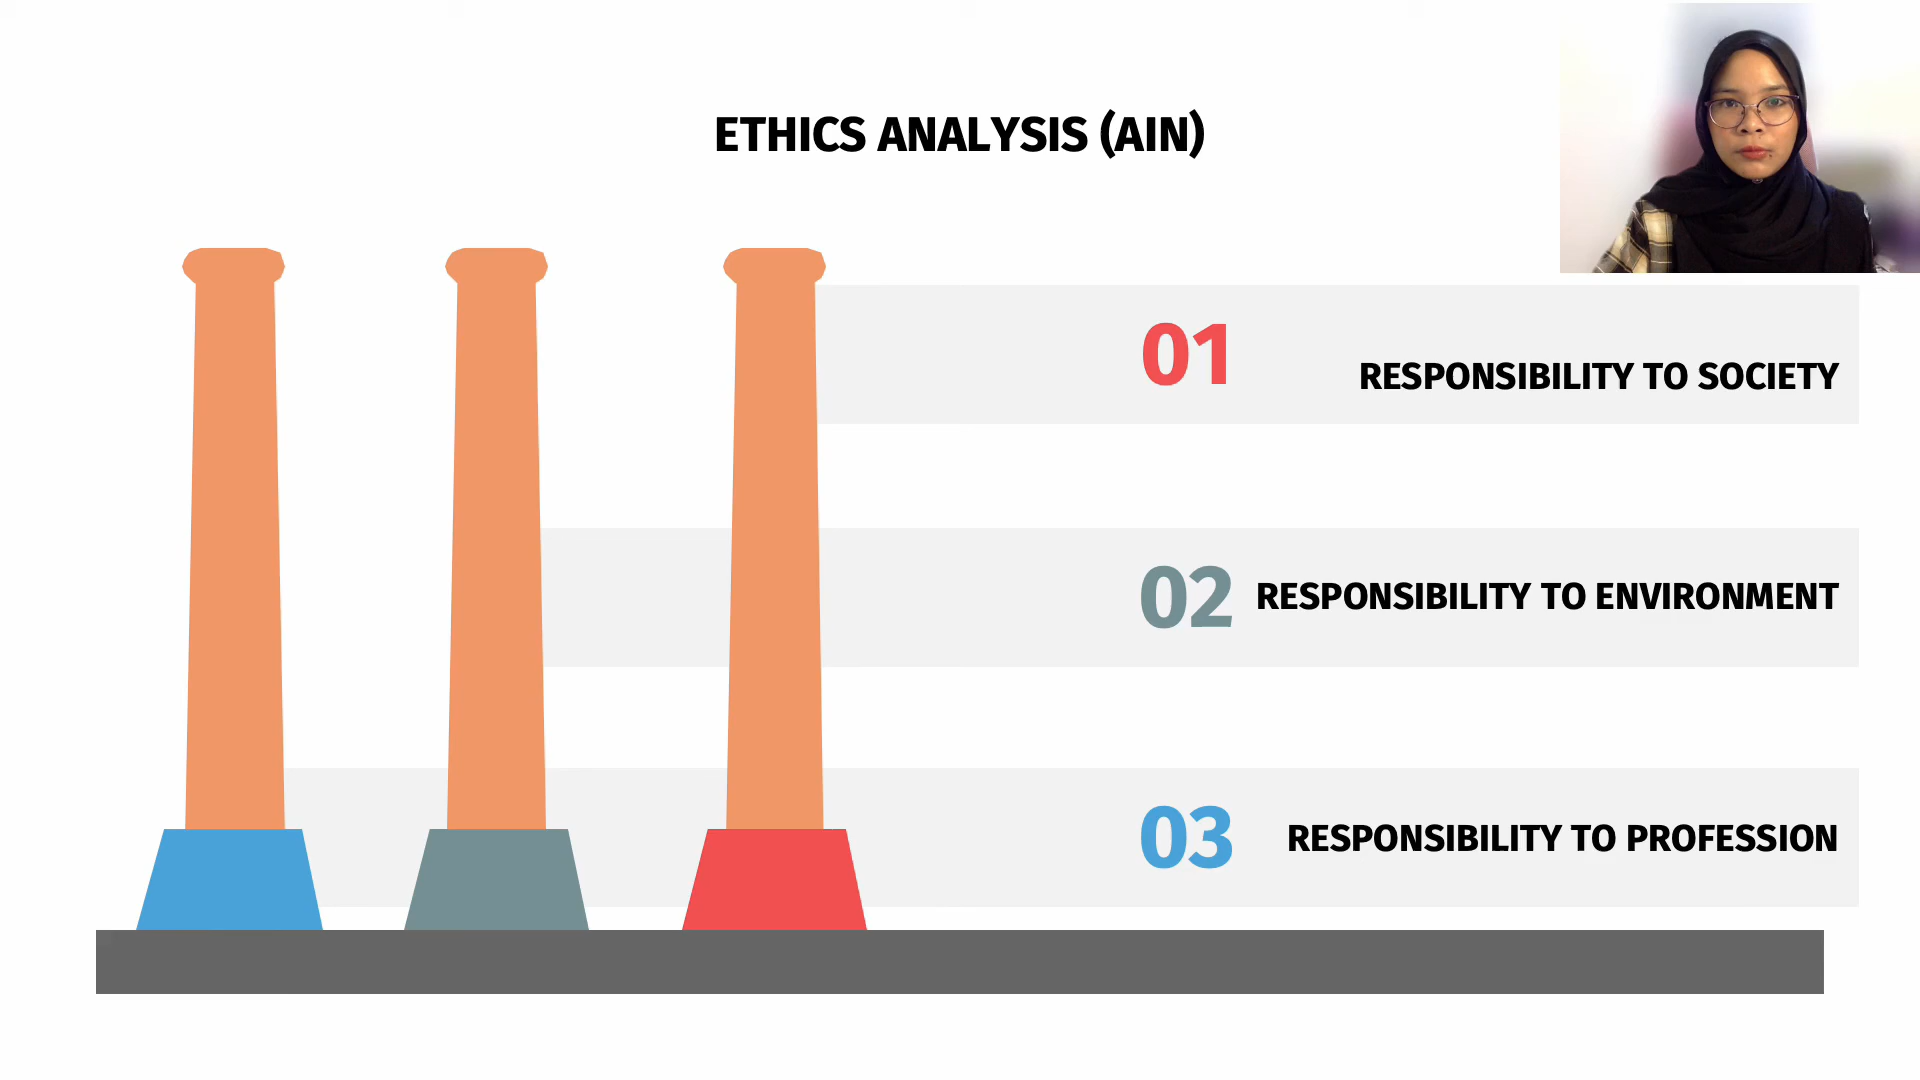 ETHICS ANALYSIS (AIN)
01
RESPONSIBILITY TO SOCIETY
02
RESPONSIBILITY TO ENVIRONMENT
03
RESPONSIBILITY TO PROFESSION